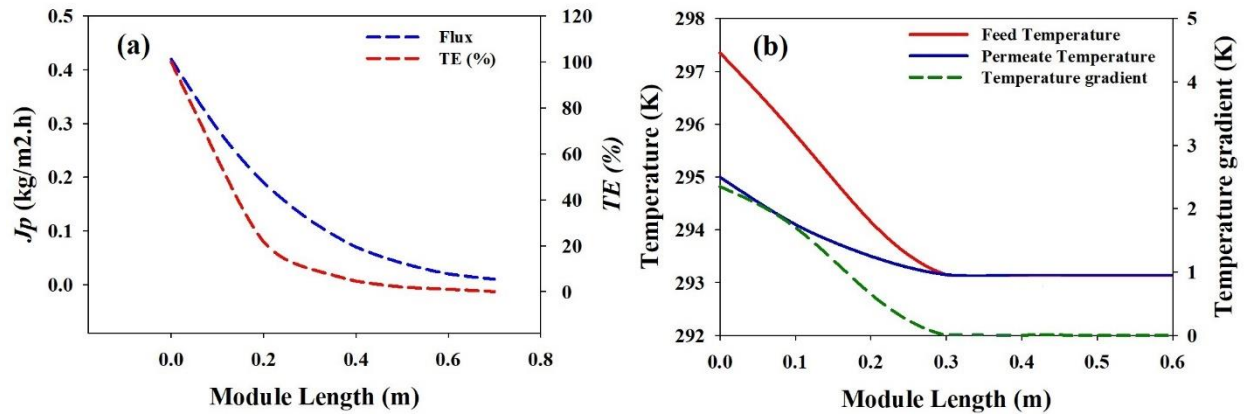 (a)
Flux
TE (%)
0.5
0.4
0.3
0.2
0.1
0.0
Jp (kg/m2.h)
120
100
80
60
40
20
0
TE (%)
0.0 0.2 0.4 0.6 0.8
Module Length (m)
(b)
Feed Temperature
Permeate Temperature
Temperature gradient
298
297
296
295
294
293
292
Temperature (K)
5
4
3
2
1
0
Temperature gradient (K)
0.0 0.1 0.2 0.3 0.4 0.5 0.6
Module Length (m)